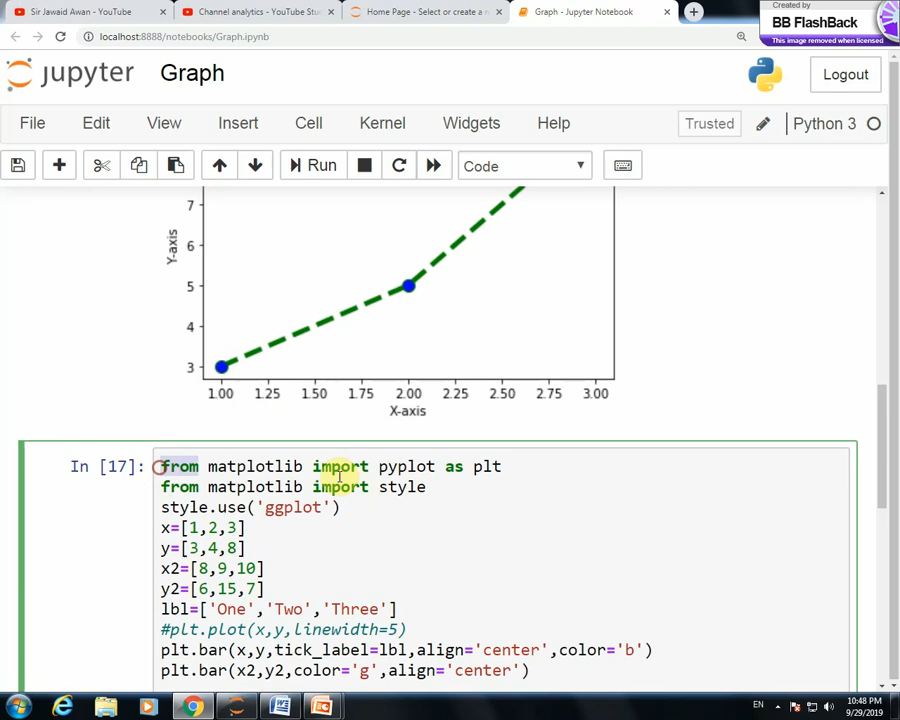 Sir Jawaid Awan - YouTube
Channel analytics - YouTube Stu
Home Page - Select or create a n
Graph - Jupyter Notebook
Created by
BB FlashBack
This image removed when licensed
localhost:8888/notebooks/Graph.ipynb
jupyter
Graph
Logout
File
Edit
View
Insert
Cell
Kernel
Widgets
Help
Trusted
Python 3
Run
Code
7
6
5
4
3
Y-axis
1.00 1.25 1.50 1.75 2.00 2.25 2.50 2.75 3.00
X-axis
In [17]:
from matplotlib import pyplot as plt
from matplotlib import style
style.use('ggplot')
x=[1,2,3]
y=[3,4,8]
x2=[8,9,10]
y2=[6,15,7]
lbl=['One','Two','Three']
#plt.plot(x,y,linewidth=5)
plt.bar(x,y,tick_label=lbl,align='center',color='b')
plt.bar(x2,y2,color='g',align='center')
EN
10:48 PM
9/29/2019